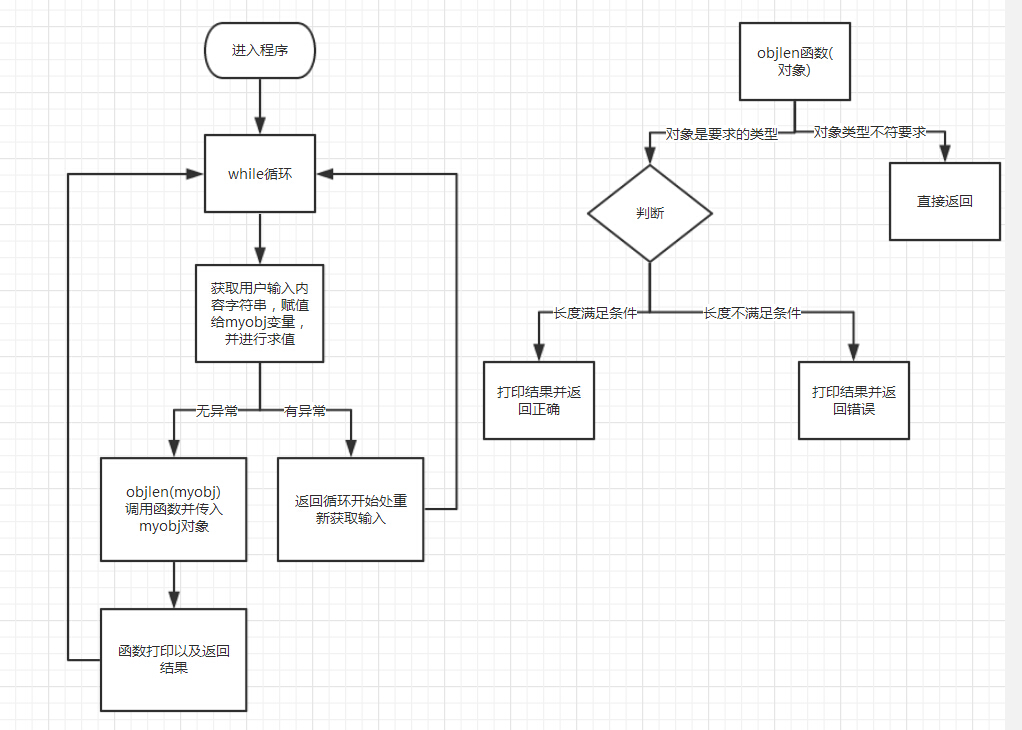 进入程序
while循环
获取用户输入内
容字符串，赋值
给myobj变量，
并进行求值
无异常
有异常
objlen(myobj)
调用函数并传入
myobj对象
返回循环开始处重
新获取输入
函数打印以及返回
结果
objlen函数(
对象)
对象是要求的类型
对象类型不符要求
判断
直接返回
长度满足条件
长度不满足条件
打印结果并返
回正确
打印结果并返
回错误